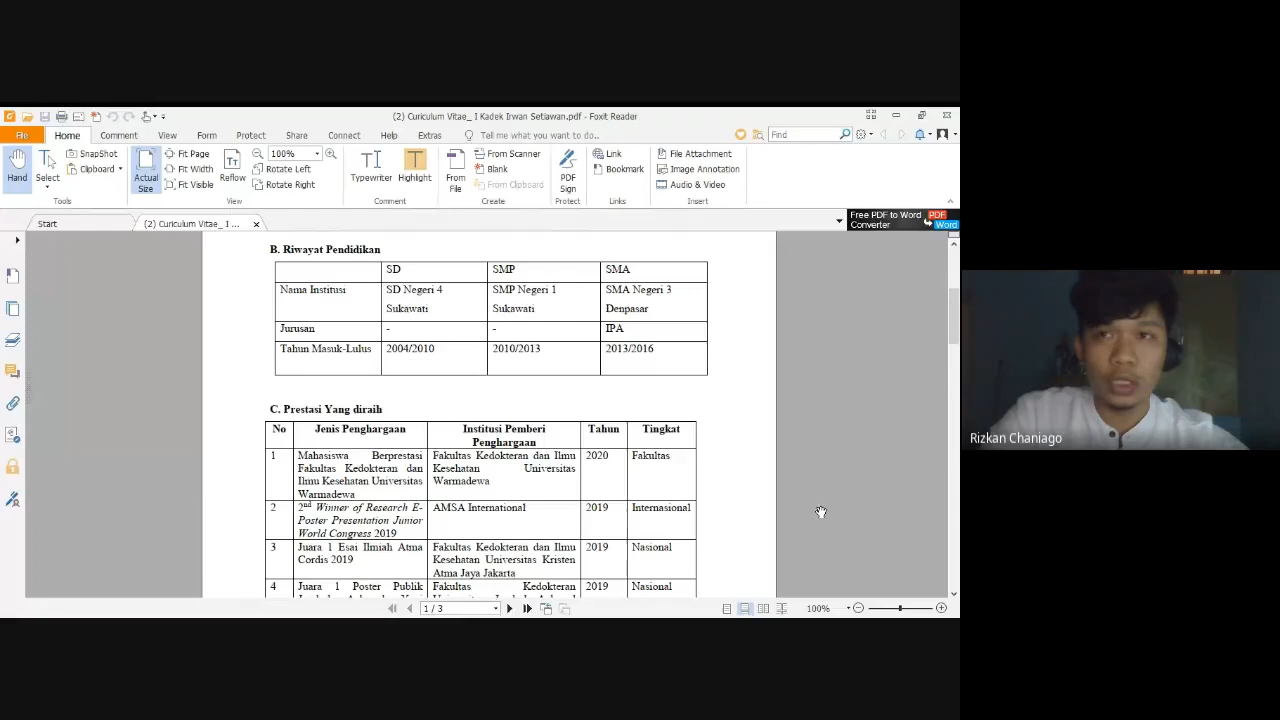 (2) Curiculum Vitae_ I Kadek Irwan Setiawan.pdf - Foxit Reader
File Home Comment View Form Protect Share Connect Help Extras Tell me what you want to do.. Find
Hand
Select
SnapShot
Clipboard
Tools
Actual Size
Fit Page
Fit Width
Fit Visible
Reflow
100%
Rotate Left
Rotate Right
View
Typewriter
Highlight
Comment
From File
From Scanner
Blank
From Clipboard
Create
PDF Sign
Protect
Link
Bookmark
Links
File Attachment
Image Annotation
Audio & Video
Insert
Start
(2) Curiculum Vitae_ I ...
Free PDF to Word
Converter
PDF
Word
B. Riwayat Pendidikan
SD SMP SMA
Nama Institusi SD Negeri 4 SMP Negeri 1 SMA Negeri 3
Sukawati Sukawati Denpasar
Jurusan - - IPA
Tahun Masuk-Lulus 2004/2010 2010/2013 2013/2016
C. Prestasi Yang diraih
No Jenis Penghargaan Institusi Pemberi Tahun Tingkat
Penghargaan
1 Mahasiswa Berprestasi Fakultas Kedokteran dan Ilmu 2020 Fakultas
Fakultas Kedokteran dan Kesehatan Universitas
Ilmu Kesehatan Universitas Warmadewa
Warmadewa
2 2nd Winner of Research E- AMSA International 2019 Internasional
Poster Presentation Junior
World Congress 2019
3 Juara 1 Esai Ilmiah Atma Fakultas Kedokteran dan Ilmu 2019 Nasional
Cordis 2019 Kesehatan Universitas Kristen
Atma Jaya Jakarta
4 Juara 1 Poster Publik Fakultas Kedokteran 2019 Nasional
1 / 3
100%
Rizkan Chaniago